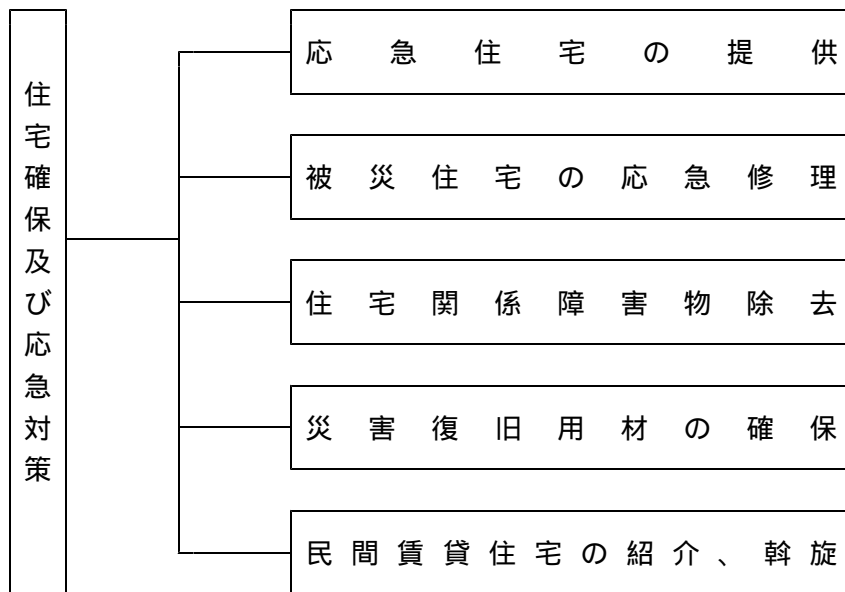 住宅確保及び応急対策
応急住宅の提供
被災住宅の応急修理
住宅関係障害物除去
災害復旧用材の確保
民間賃貸住宅の紹介、斡旋